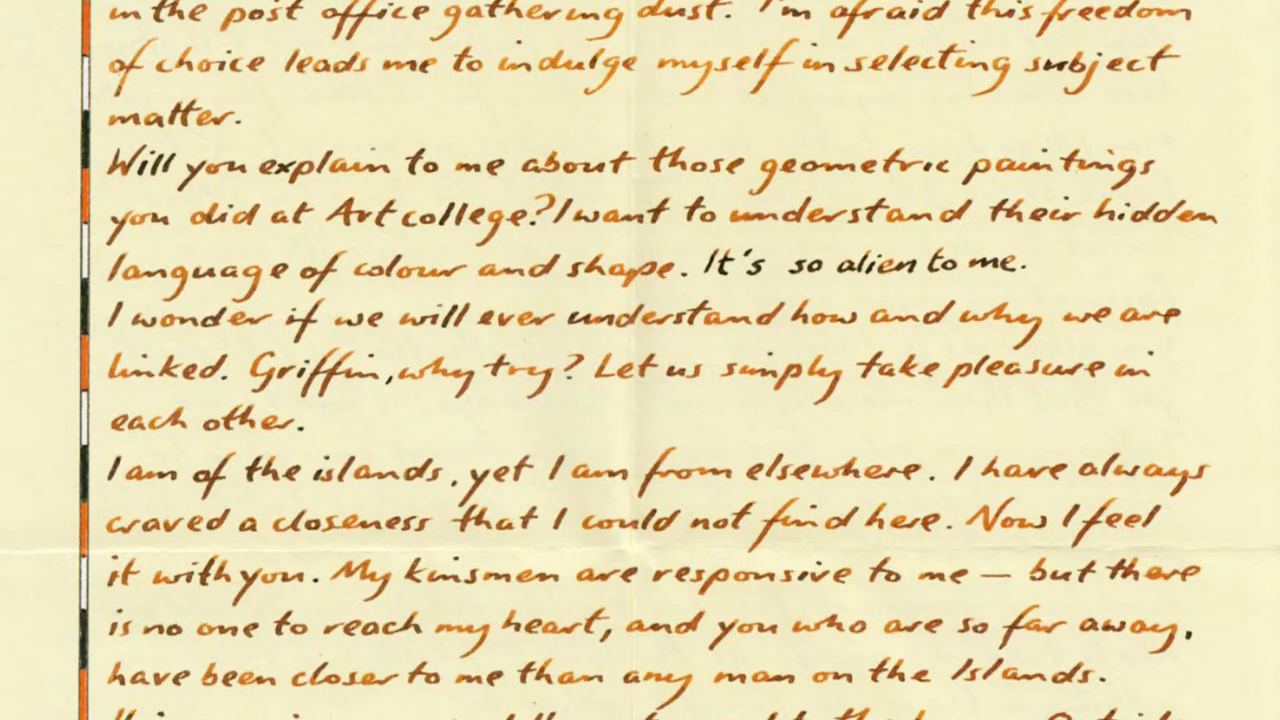 in the post office gathering dust. I'm afraid this freedom
of choice leads me to indulge myself in selecting subject
matter.
Will you explain to me about those geometric paintings
you did at Art college? I want to understand their hidden
language of colour and shape. It's so alien to me.
I wonder if we will ever understand how and why we are
linked. Griffin, why try? Let us simply take pleasure in
each other.
I am of the islands, yet I am from elsewhere. I have always
craved a closeness that I could not find here. Now I feel
it with you. My kinsmen are responsive to me — but there
is no one to reach my heart, and you who are so far away,
have been closer to me than any man on the Islands.